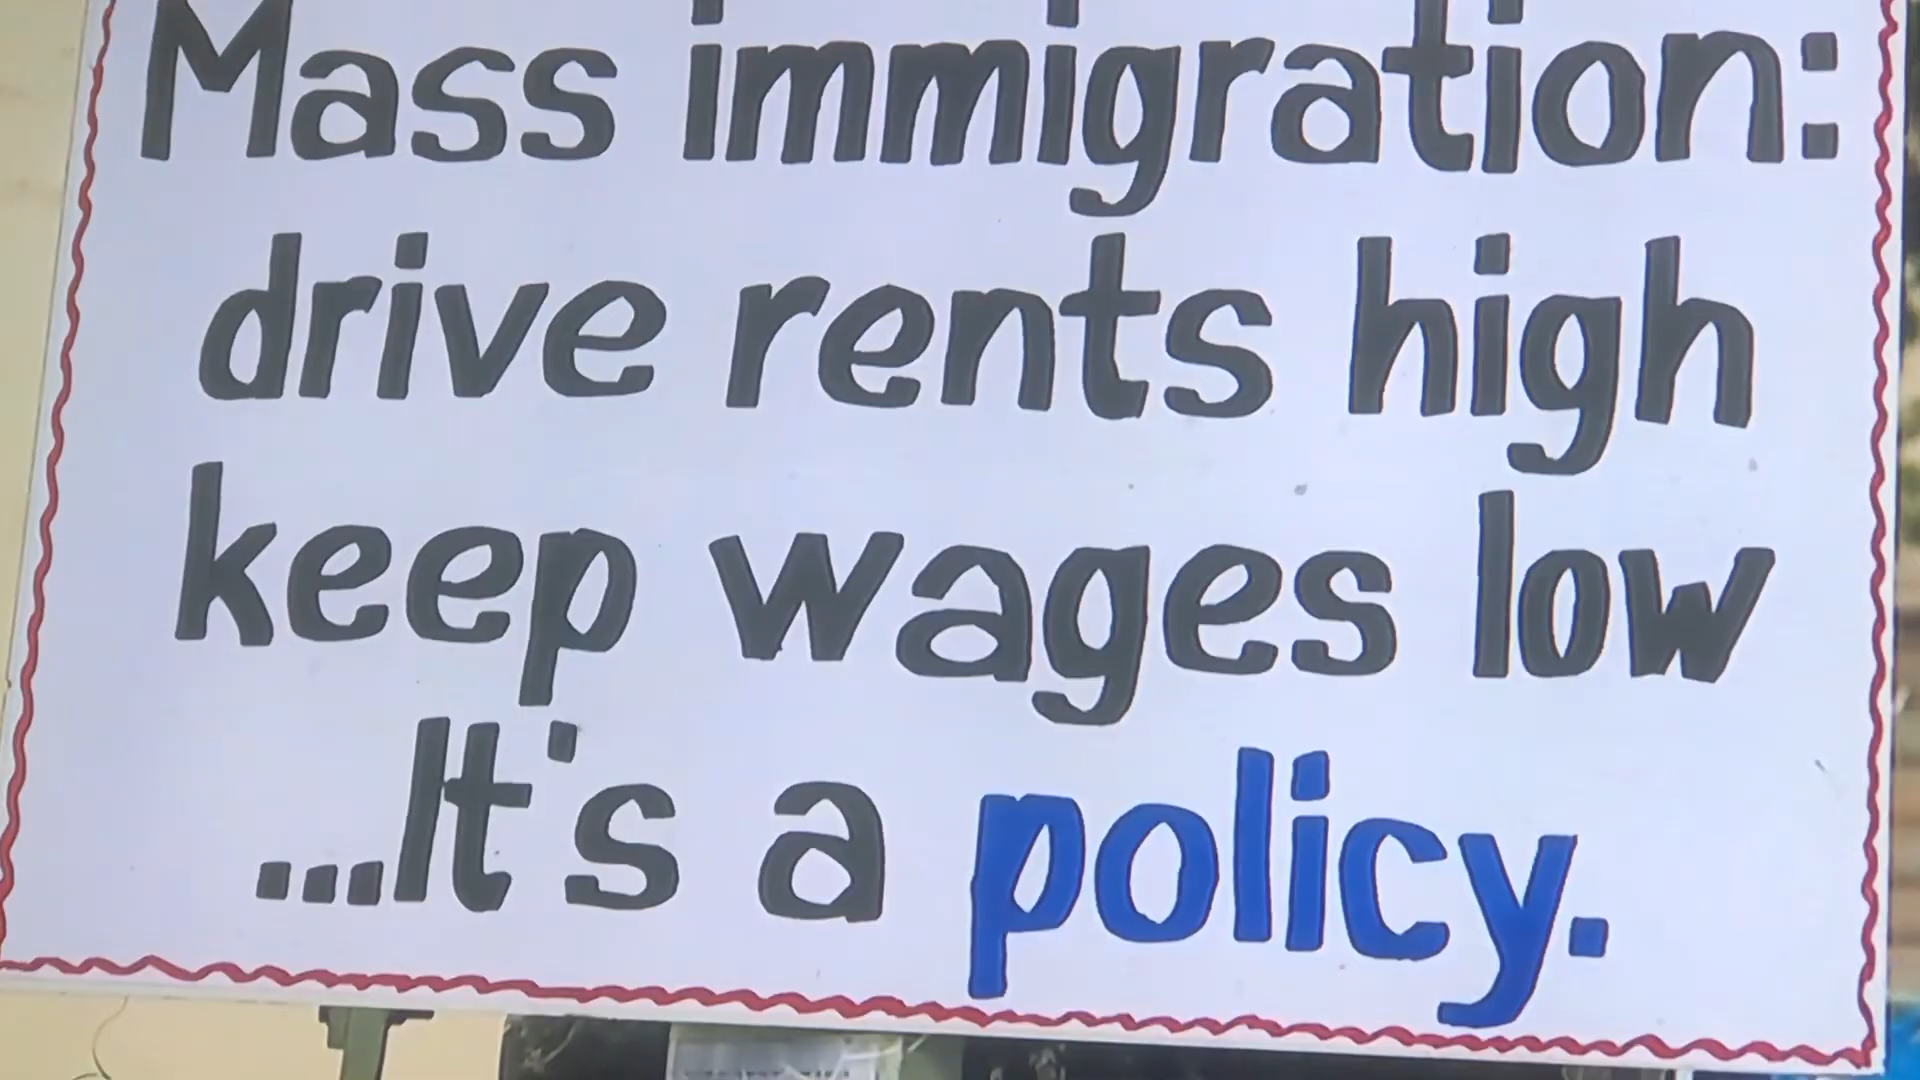 Mass immigration:
drive rents high
keep wages low
...It's a policy.